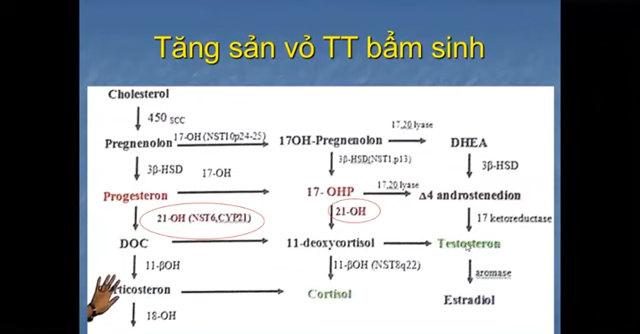 Tăng sản vỏ TT bẩm sinh
Cholesterol
450 SCC
Pregnenolon 17-OH (NST10p24-25) 17OH-Pregnenolon 17,20 lyase DHEA
3β-HSD 17-OH 3β-HSD(NST1,p13) 3β-HSD
Progesteron 17- OHP 17,20 lyase Δ4 androstenedion
21-OH (NST6,CYP21) 21-OH 17 ketoreductase
DOC 11-deoxycortisol Testosteron
11-βOH 11-βOH (NST8q22) aromase
rticosteron Cortisol Estradiol
18-OH